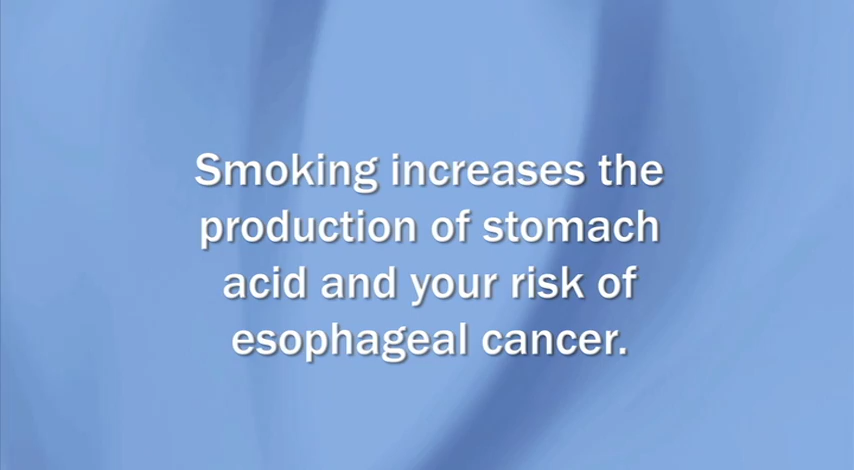 Smoking increases the
production of stomach
acid and your risk of
esophageal cancer.